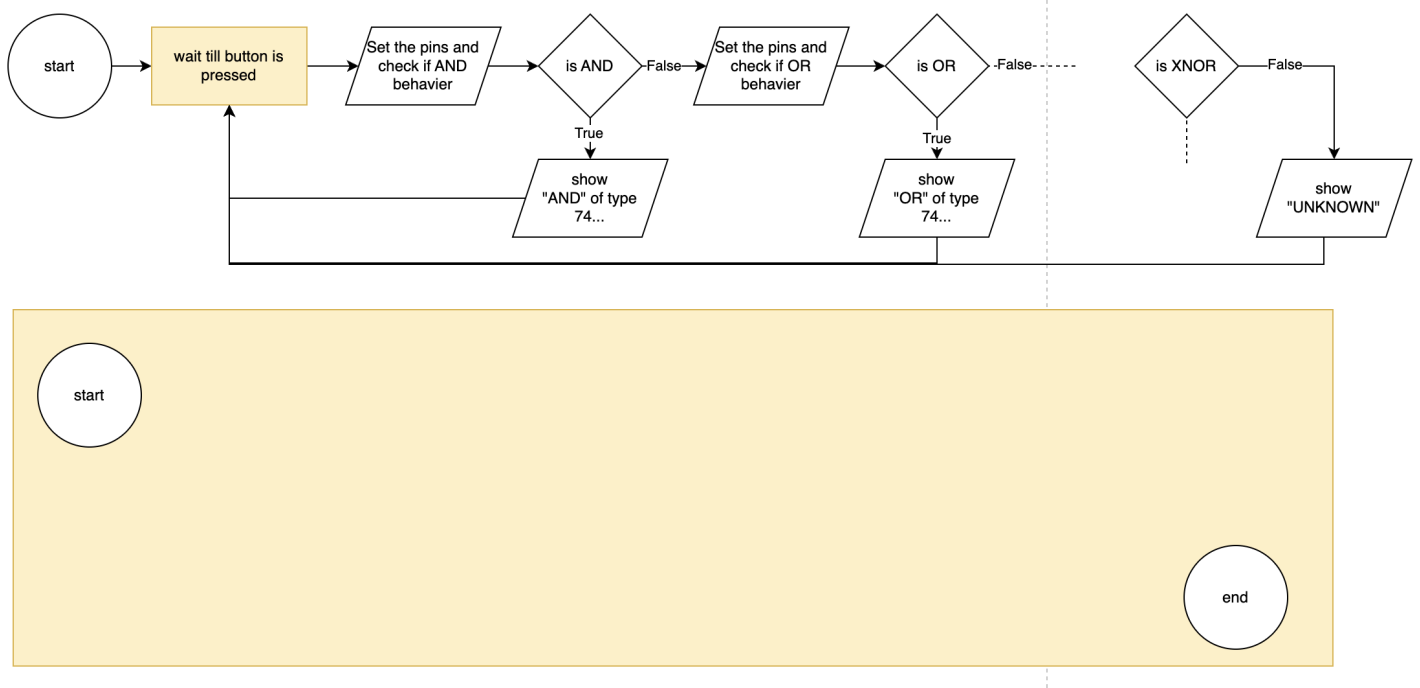 start
wait till button is
pressed
Set the pins and
check if AND
behavier
is AND
False
Set the pins and
check if OR
behavier
is OR
False
is XNOR
False
True
True
show
"AND" of type
74...
show
"OR" of type
74...
show
"UNKNOWN"
start
end